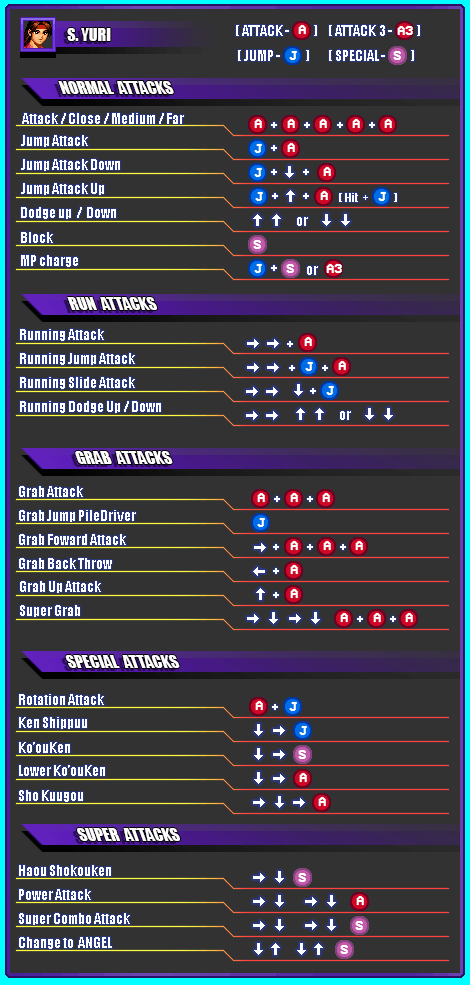 S. YURI
[ ATTACK - A ] [ ATTACK 3 - A3 ]
[ JUMP - J ] [ SPECIAL - S ]
NORMAL ATTACKS
Attack / Close / Medium / Far A + A + A + A + A
Jump Attack J + A
Jump Attack Down J + ↓ + A
Jump Attack Up J + ↑ + A [ Hit + J ]
Dodge up / Down ↑ ↑ or ↓ ↓
Block S
MP charge J + S or A3
RUN ATTACKS
Running Attack → → + A
Running Jump Attack → → + J + A
Running Slide Attack → → ↓ + J
Running Dodge Up / Down → → ↑ ↑ or ↓ ↓
GRAB ATTACKS
Grab Attack A + A + A
Grab Jump PileDriver J
Grab Foward Attack → + A + A + A
Grab Back Throw ← + A
Grab Up Attack ↑ + A
Super Grab → ↓ → ↓ A + A + A
SPECIAL ATTACKS
Rotation Attack A + J
Ken Shippuu ↓ → J
Ko'ouKen ↓ → S
Lower Ko'ouKen ↓ → A
Sho Kuugou → ↓ → A
SUPER ATTACKS
Haou Shokouken → ↓ S
Power Attack → ↓ → ↓ A
Super Combo Attack → ↓ → ↓ S
Change to ANGEL ↓ ↑ ↓ ↑ S